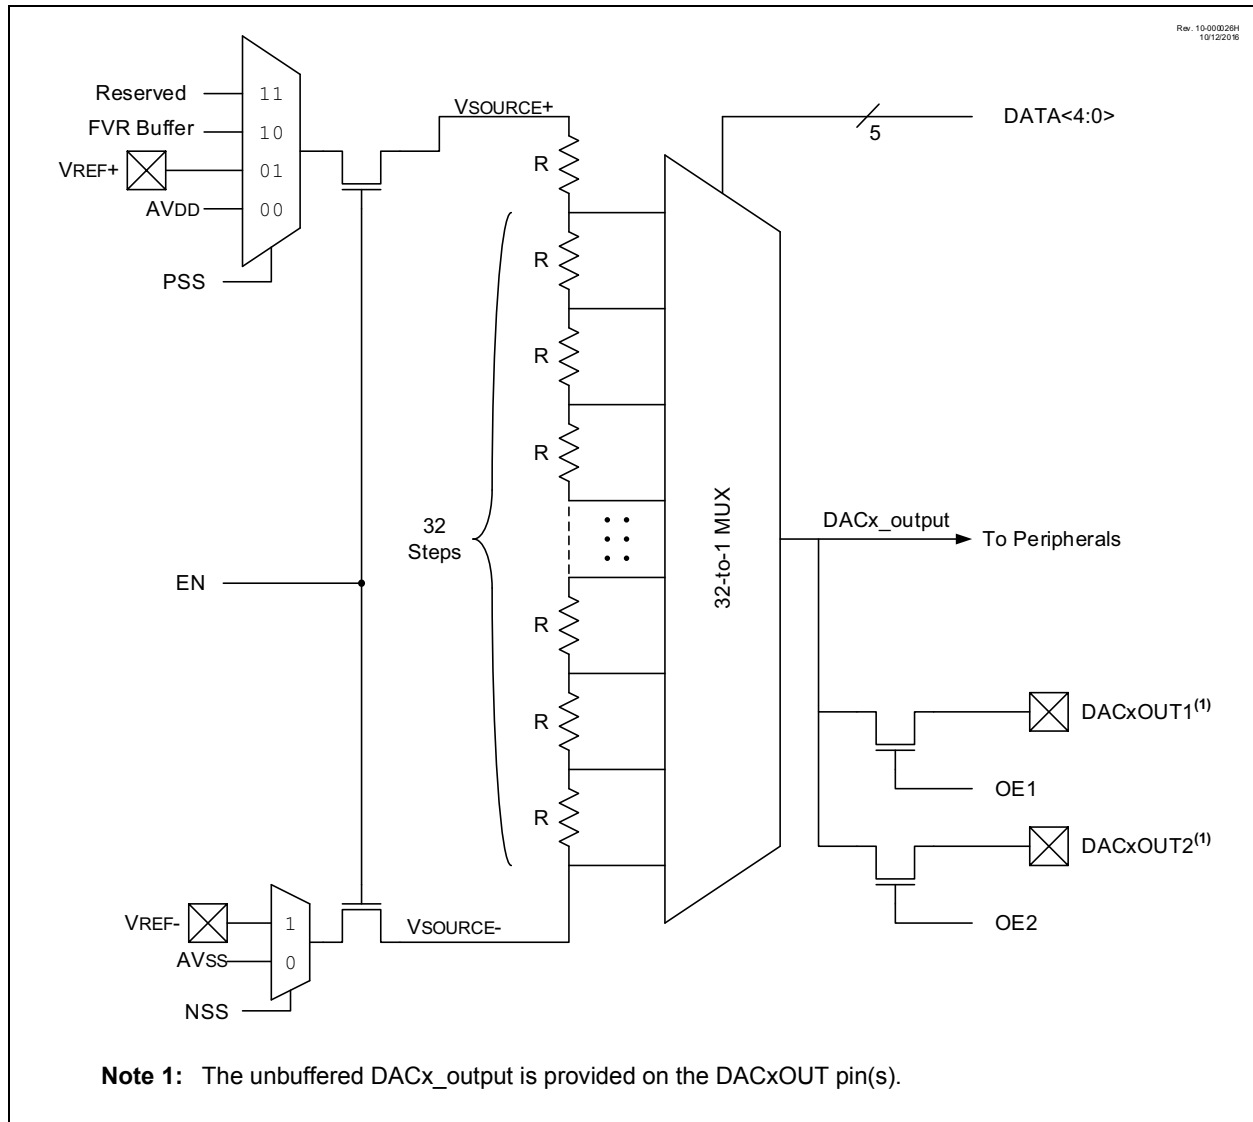 Rev. 10-000026H
10/12/2016
Reserved
11
VSOURCE+
DATA<4:0>
FVR Buffer
10
5
VREF+
01
R
AVDD
00
PSS
R
R
R
32
Steps
32-to-1 MUX
DACx_output
To Peripherals
EN
R
R
DACxOUT1(1)
OE1
R
DACxOUT2(1)
VREF-
1
VSOURCE-
OE2
AVSS
0
NSS
Note 1: The unbuffered DACx_output is provided on the DACxOUT pin(s).